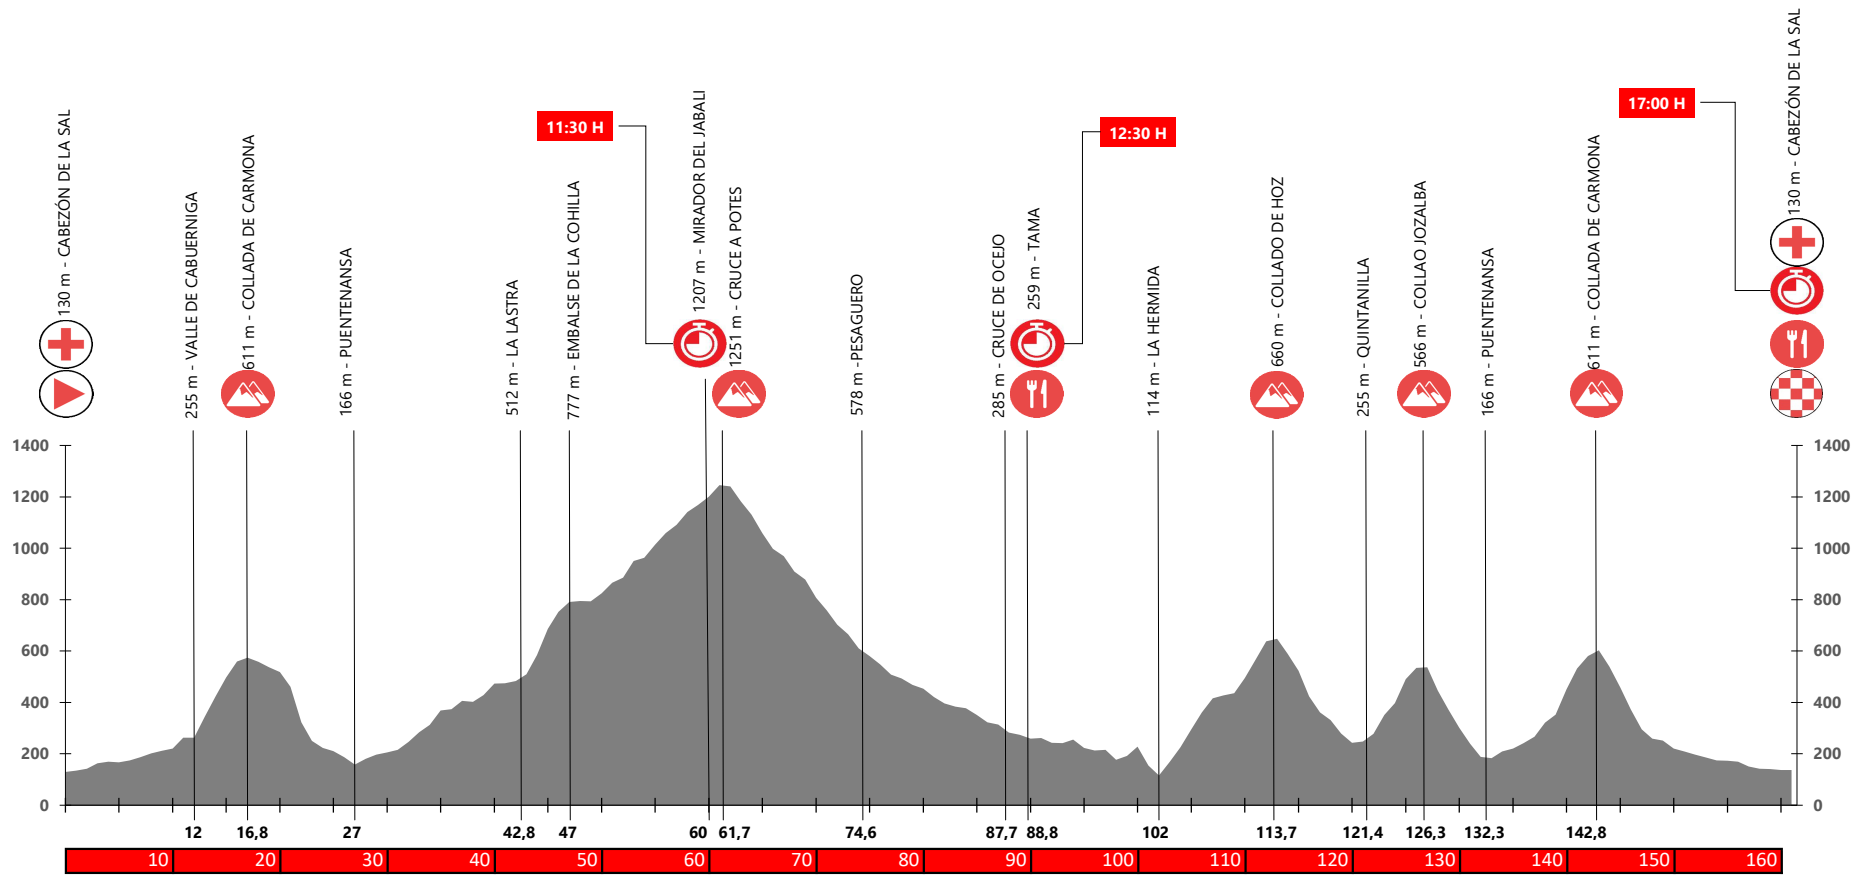 130 m - CABEZÓN DE LA SAL
255 m - VALLE DE CABUERNIGA
611 m - COLLADA DE CARMONA
166 m - PUENTENANSA
512 m - LA LASTRA
777 m - EMBALSE DE LA COHILLA
11:30 H
1207 m - MIRADOR DEL JABALI
1251 m - CRUCE A POTES
578 m -PESAGUERO
285 m - CRUCE DE OCEJO
259 m - TAMA
12:30 H
114 m - LA HERMIDA
660 m - COLLADO DE HOZ
255 m - QUINTANILLA
566 m - COLLAO JOZALBA
166 m - PUENTENANSA
611 m - COLLADA DE CARMONA
17:00 H
130 m - CABEZÓN DE LA SAL
1400 1400
1200 1200
1000 1000
800 800
600 600
400 400
200 200
0 0
12 16,8 27 42,8 47 60 61,7 74,6 87,7 88,8 102 113,7 121,4 126,3 132,3 142,8
10 20 30 40 50 60 70 80 90 100 110 120 130 140 150 160